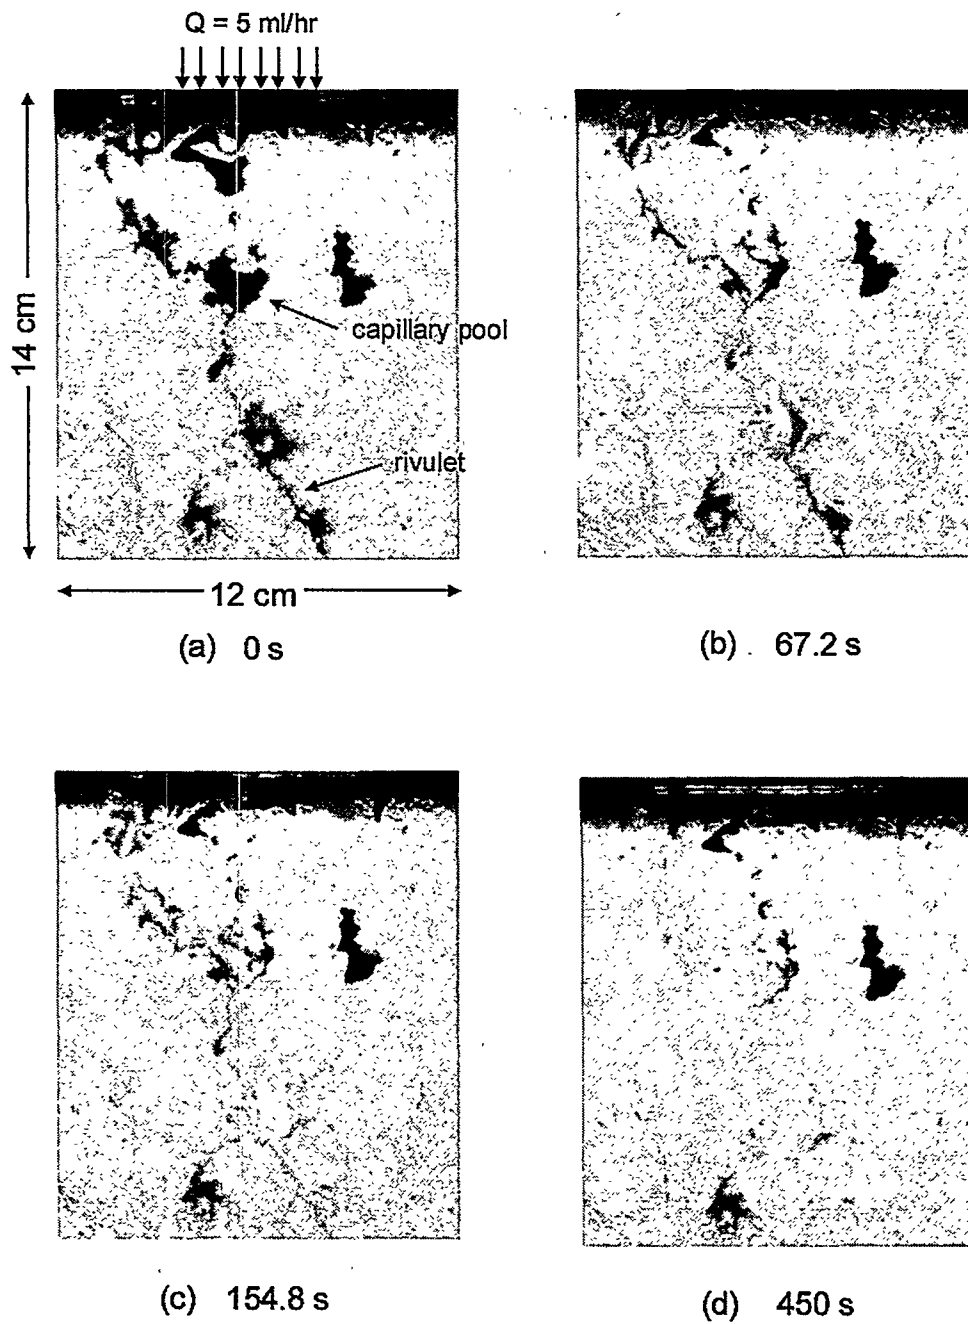 Q = 5 ml/hr
14 cm
capillary pool
rivulet
12 cm
(a) 0 s
(b) . 67.2 s
(c) 154.8 s
(d) 450 s